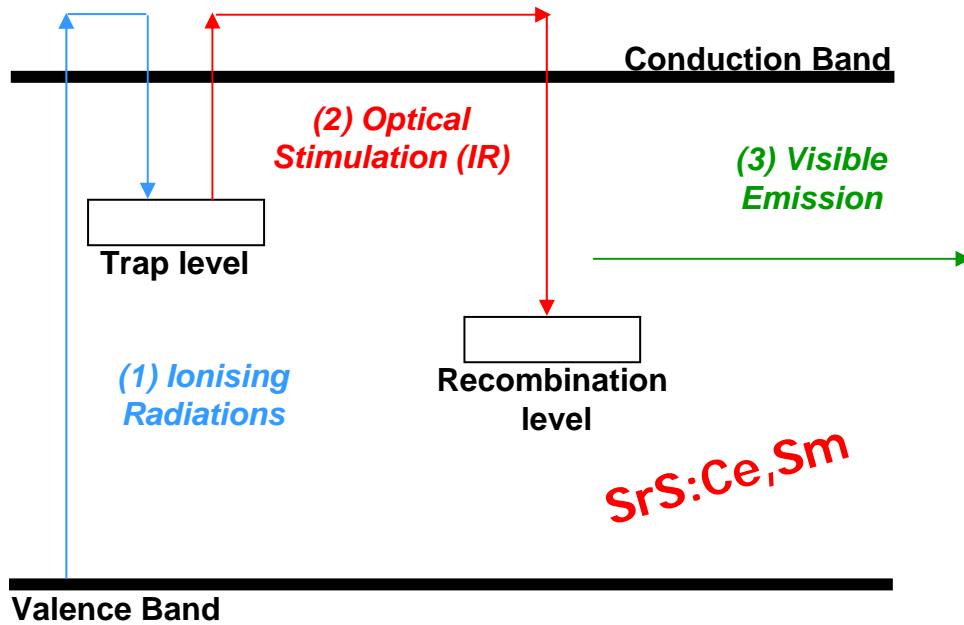 Conduction Band
(2) Optical
Stimulation (IR)
(3) Visible
Emission
Trap level
(1) Ionising
Radiations
Recombination
level
SrS:Ce,Sm
Valence Band